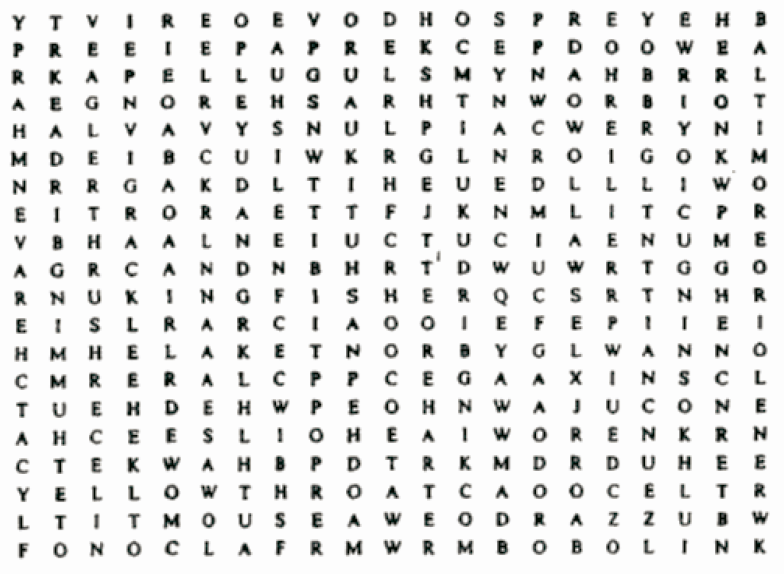 Y T V I R E O E V O D H O S P R E Y E H B
P R E E I E P A P R E K C E P D O O W E A
R K A P E L L U G U L S M Y N A H B R R L
A E G N O R E H S A R H T N W O R B I O T
H A L V A V Y S N U L P I A C W E R Y N I
M D E I B C U I W K R G L N R O I G O K M
N R R G A K D L T I H E U E D L L L I W O
E I T R O R A E T T F J K N M L I T C P R
V B H A A L N E I U C T U C I A E N U M E
A G R C A N D N B H R T D W U W R T G G O
R N U K I N G F I S H E R Q C S R T N H R
E I S L R A R C I A O O I E F E P I I E I
H M H E L A K E T N O R B Y G L W A N N O
C M R E R A L C P P C E G A A X I N S C L
T U E H D E H W P E O H N W A J U C O N E
A H C E E S L I O H E A I W O R E N K R N
C T E K W A H B P D T R K M D R D U H E E
Y E L L O W T H R O A T C A O O C E L T R
L T I T M O U S E A W E O D R A Z Z U B W
F O N O C L A F R M W R M B O B O L I N K